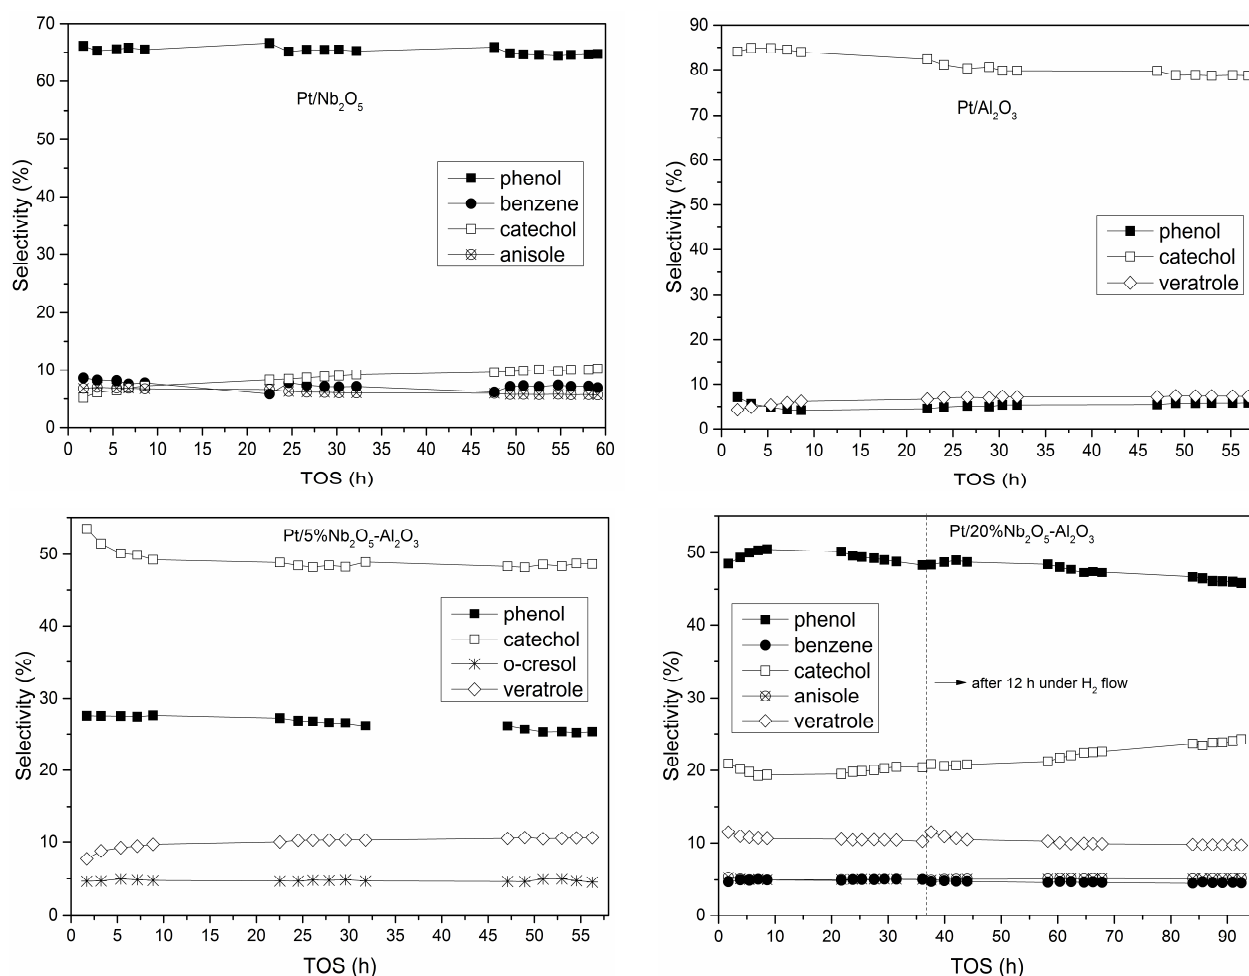 70
60
50
40
30
20
10
0
Selectivity (%)
Pt/Nb₂O₅
phenol
benzene
catechol
anisole
0 5 10 15 20 25 30 35 40 45 50 55 60
TOS (h)
90
80
70
60
50
40
30
20
10
0
Selectivity (%)
Pt/Al₂O₃
phenol
catechol
veratrole
0 5 10 15 20 25 30 35 40 45 50 55
TOS (h)
50
40
30
20
10
0
Selectivity (%)
Pt/5%Nb₂O₅-Al₂O₃
phenol
catechol
o-cresol
veratrole
0 5 10 15 20 25 30 35 40 45 50 55
TOS (h)
50
40
30
20
10
0
Selectivity (%)
Pt/20%Nb₂O₅-Al₂O₃
phenol
benzene
catechol
anisole
veratrole
after 12 h under H₂ flow
0 10 20 30 40 50 60 70 80 90
TOS (h)